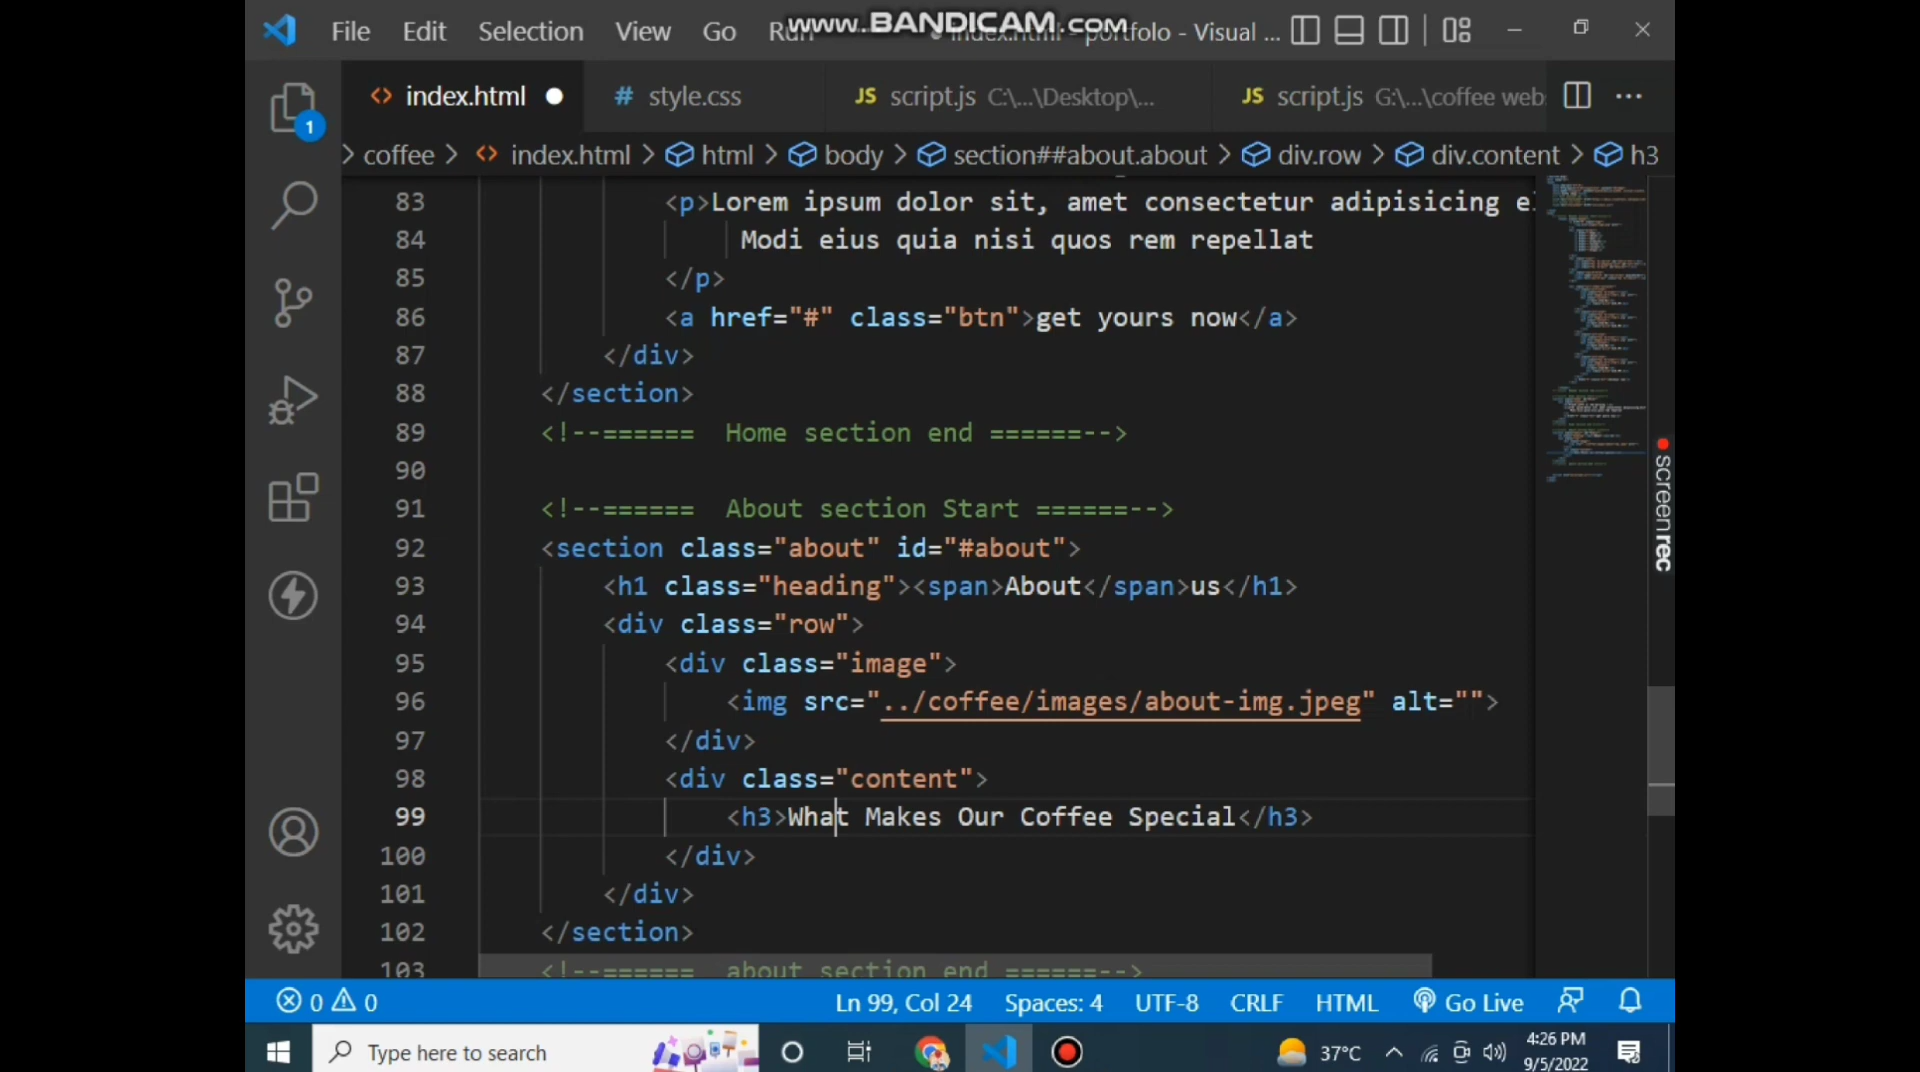 File Edit Selection View Go Run www.BANDICAM.com index.html - portfolo - Visual ...
index.html # style.css JS script.js C:\...\Desktop\... JS script.js G:\...\coffee web
1
coffee > index.html > html > body > section##about.about > div.row > div.content > h3
83 <p>Lorem ipsum dolor sit, amet consectetur adipisicing el
84 Modi eius quia nisi quos rem repellat
85 </p>
86 <a href="#" class="btn">get yours now</a>
87 </div>
88 </section>
89 <!--====== Home section end ======-->
90
91 <!--====== About section Start ======-->
92 <section class="about" id="#about">
93 <h1 class="heading"><span>About</span>us</h1>
94 <div class="row">
95 <div class="image">
96 <img src="../coffee/images/about-img.jpeg" alt="">
97 </div>
98 <div class="content">
99 <h3>What Makes Our Coffee Special</h3>
100 </div>
101 </div>
102 </section>
103 <!--====== about section end ======-->
screenrec
0 0 Ln 99, Col 24 Spaces: 4 UTF-8 CRLF HTML Go Live
Type here to search 37°C 4:26 PM
9/5/2022